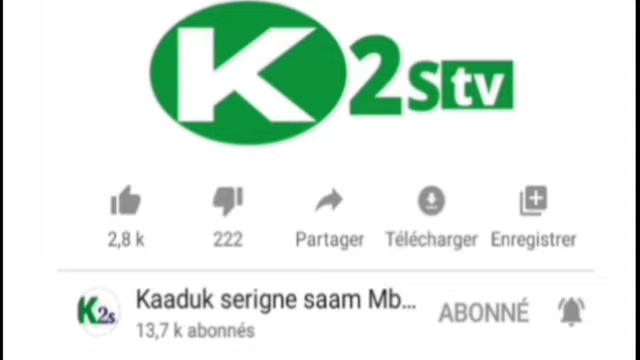 K2stv
2,8 k
222
Partager
Télécharger
Enregistrer
K2s
Kaaduk serigne saam Mb...
ABONNÉ
13,7 k abonnés